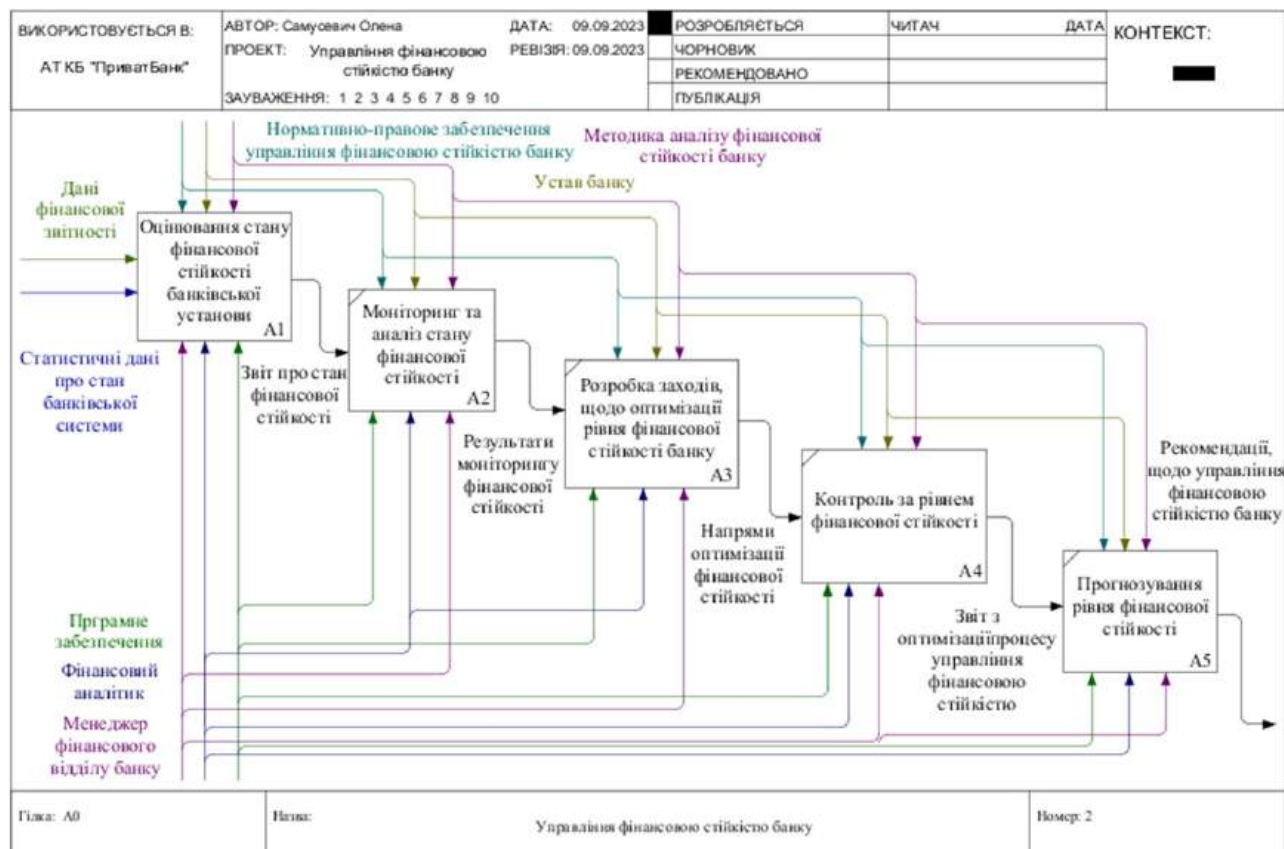 ВИКОРИСТОВУЄТЬСЯ В:
АТ КБ "ПриватБанк"
АВТОР: Самусевич Олена
ДАТА: 09.09.2023
ПРОЕКТ: Управління фінансовою
стійкістю банку
РЕВІЗІЯ: 09.09.2023
ЗАУВАЖЕННЯ: 1 2 3 4 5 6 7 8 9 10
РОЗРОБЛЯЄТЬСЯ
ЧОРНОВИК
РЕКОМЕНДОВАНО
ПУБЛІКАЦІЯ
ЧИТАЧ
ДАТА
КОНТЕКСТ:
Нормативно-правове забезпечення
управління фінансовою стійкістю банку
Методика аналізу фінансової
стійкості банку
Устав банку
Дані
фінансової
звітності
Оцінювання стану
фінансової
стійкості
банківської
установи
A1
Статистичні дані
про стан
банківської
системи
Звіт про стан
фінансової
стійкості
Моніторинг та
аналіз стану
фінансової
стійкості
A2
Результати
моніторингу
фінансової
стійкості
Розробка заходів,
щодо оптимізації
рівня фінансової
стійкості банку
A3
Напрями
оптимізації
фінансової
стійкості
Контроль за рівнем
фінансової стійкості
A4
Рекомендації,
щодо управління
фінансовою
стійкістю банку
Звіт з
оптимізаціїпроцесу
управління
фінансовою
стійкістю
Прогнозування
рівня фінансової
стійкості
A5
Прграмне
забезпечення
Фінансовий
аналітик
Менеджер
фінансового
відділу банку
Гілка: A0
Назва:
Управління фінансовою стійкістю банку
Номер: 2